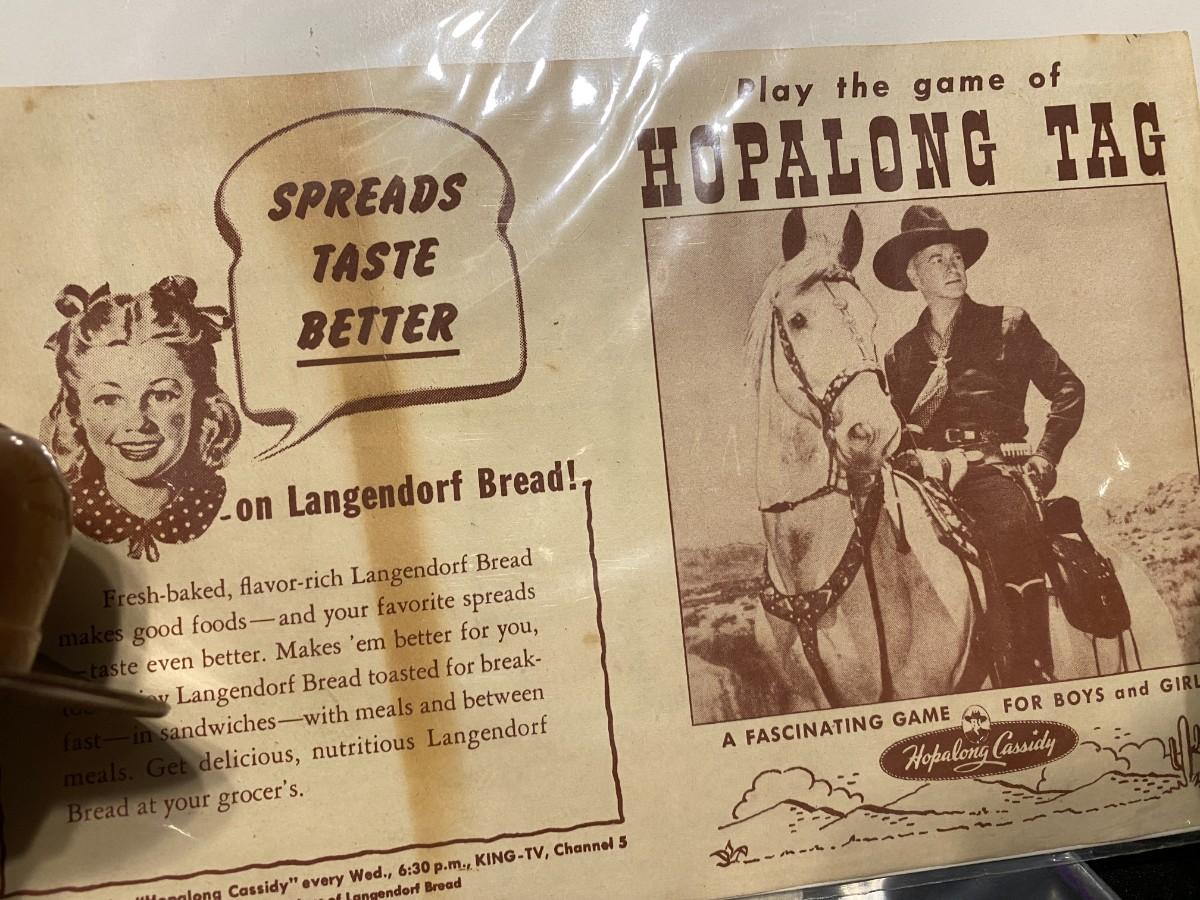 SPREADS
TASTE
BETTER
-on Langendorf Bread!
Fresh-baked, flavor-rich Langendorf Bread
makes good foods—and your favorite spreads
—taste even better. Makes 'em better for you,
Langendorf Bread toasted for break-
fast—in sandwiches—with meals and between
meals. Get delicious, nutritious Langendorf
Bread at your grocer's.
"Hopalong Cassidy" every Wed., 6:30 p.m., KING-TV, Channel 5
of Langendorf Bread
Play the game of
HOPALONG TAG
A FASCINATING GAME FOR BOYS and GIRL
Hopalong Cassidy